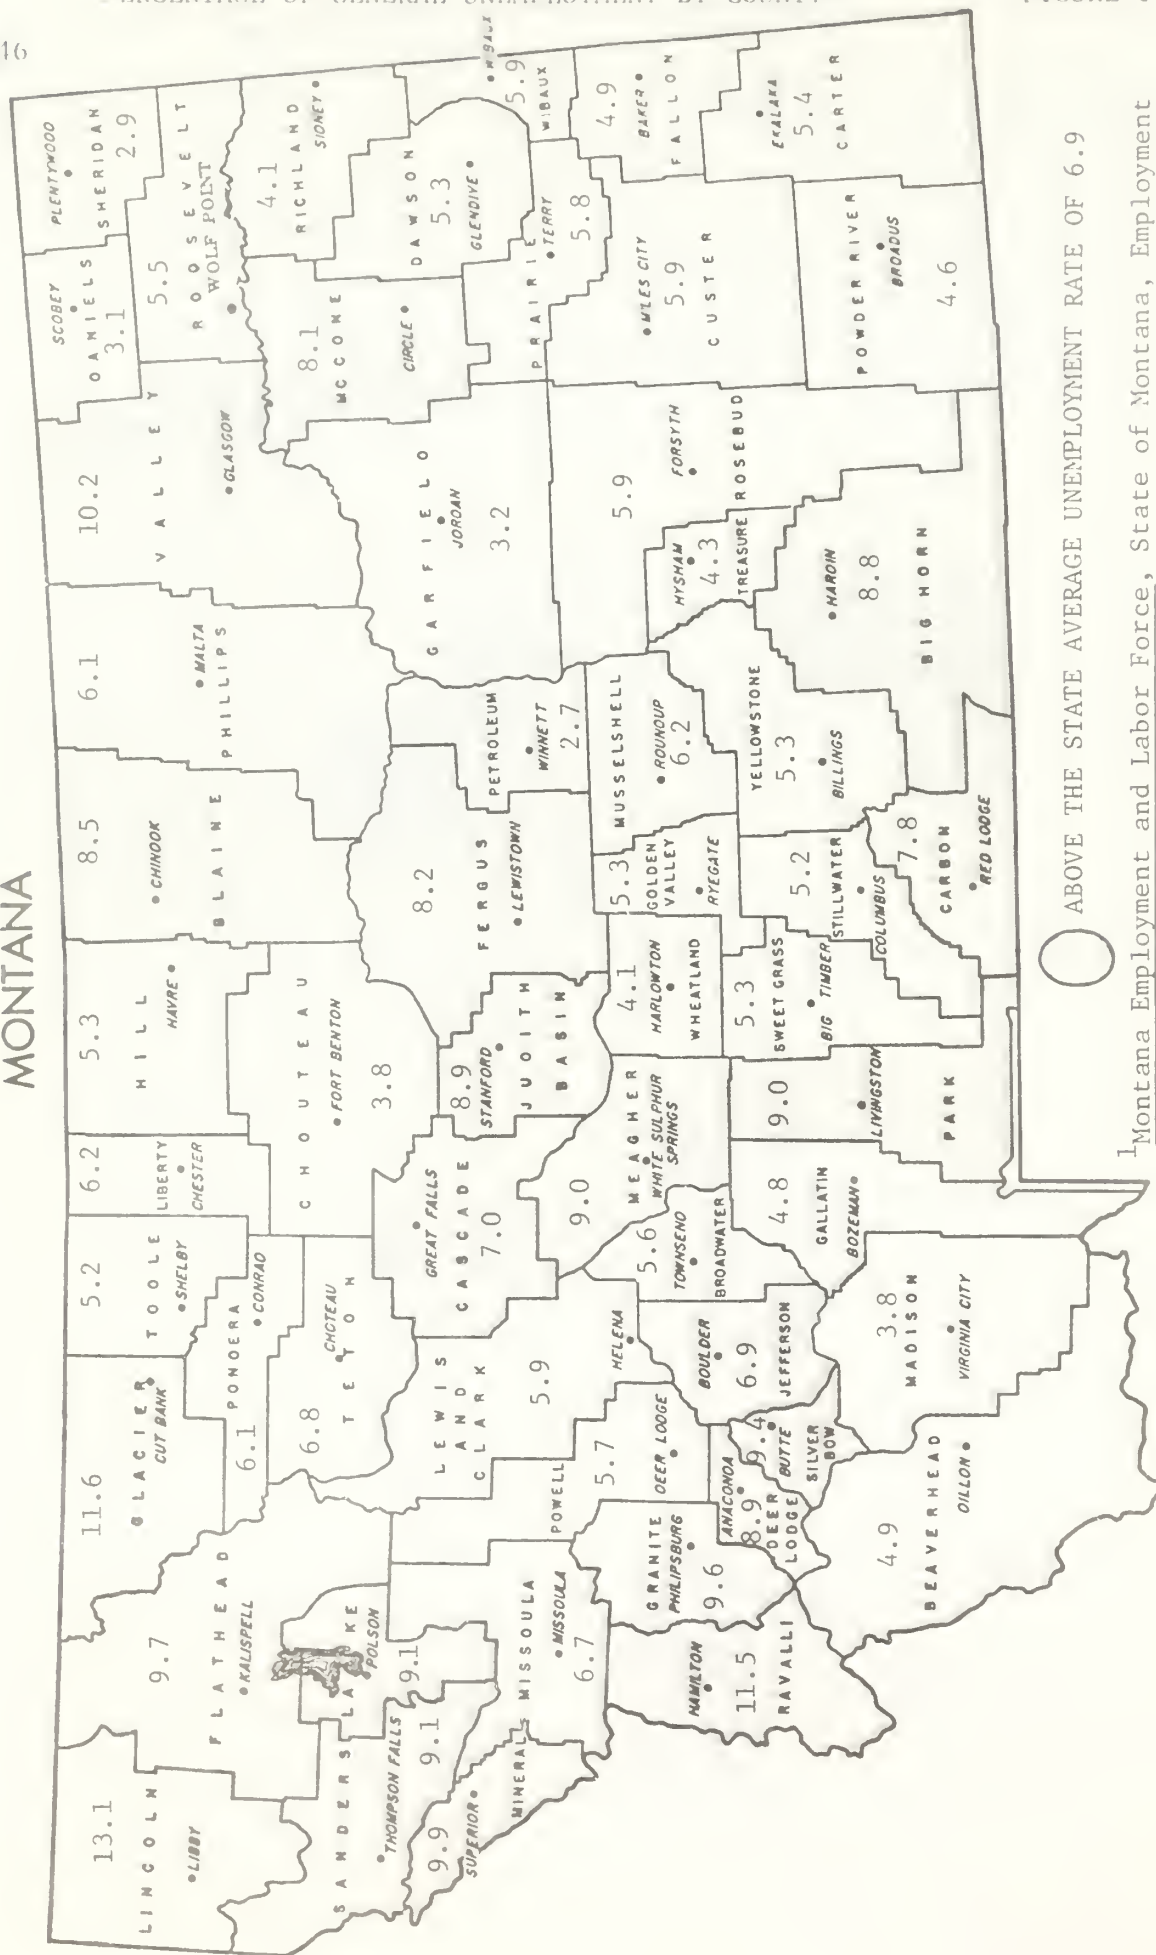 46
PERCENTAGE OF GENERAL UNEMPLOYMENT BY COUNTY
FIGURE
MONTANA
13.1
LINCOLN
LIBBY
9.7
FLATHEAD
KALISPELL
11.6
GLACIER
CUT BANK
5.2
TOOLE
SHELBY
6.2
LIBERTY
CHESTER
5.3
HILL
HAVRE
8.5
CHINOOK
BLAINE
6.1
MALTA
PHILLIPS
10.2
VALLEY
GLASGOW
SCOBEY
DANIELS
3.1
PLENTYWOOD
SHERIDAN
2.9
5.5
ROOSEVELT
WOLF POINT
PONDERA
6.1
CONRAD
6.8
CHOTEAU
TETON
CHOUTEAU
FORT BENTON
3.8
SANDERS
THOMPSON FALLS
9.1
LAKE
POLSON
9.1
9.9
SUPERIOR
MINERAL
MISSOULA
MISSOULA
6.7
POWELL
5.7
DEER LODGE
LEWIS
AND
CLARK
5.9
HELENA
GREAT FALLS
CASCADE
7.0
8.9
STANFORD
JUDITH
BASIN
8.2
FERGUS
LEWISTOWN
PETROLEUM
WINNETT
2.7
GARFIELD
JORDAN
3.2
8.1
MC CONE
CIRCLE
4.1
RICHLAND
SIDNEY
DAWSON
5.3
GLENDIVE
WIBAUX
5.9
WIBAUX
PRAIRIE
TERRY
5.8
4.9
BAKER
FALLON
HAMILTON
11.5
RAVALLI
GRANITE
PHILIPSBURG
9.6
ANACONDA
8.9
DEER
LODGE
9.4
BUTTE
SILVER
BOW
BOULDER
6.9
JEFFERSON
5.6
TOWNSEND
BROADWATER
9.0
MEAGHER
WHITE SULPHUR
SPRINGS
4.1
HARLOWTON
WHEATLAND
5.3
GOLDEN
VALLEY
RYEGATE
MUSSELSHELL
ROUNDUP
6.2
HYSHAM
4.3
TREASURE
5.9
FORSYTH
ROSEBUD
MILES CITY
5.9
CUSTER
EKALAKA
5.4
CARTER
4.9
BEAVERHEAD
DILLON
3.8
MADISON
VIRGINIA CITY
4.8
GALLATIN
BOZEMAN
9.0
LIVINGSTON
PARK
5.3
SWEET GRASS
BIG TIMBER
5.2
STILLWATER
COLUMBUS
7.8
CARBON
RED LODGE
YELLOWSTONE
5.3
BILLINGS
HARDIN
8.8
BIG HORN
POWDER RIVER
BROADUS
4.6
ABOVE THE STATE AVERAGE UNEMPLOYMENT RATE OF 6.9
1Montana Employment and Labor Force, State of Montana, Employment